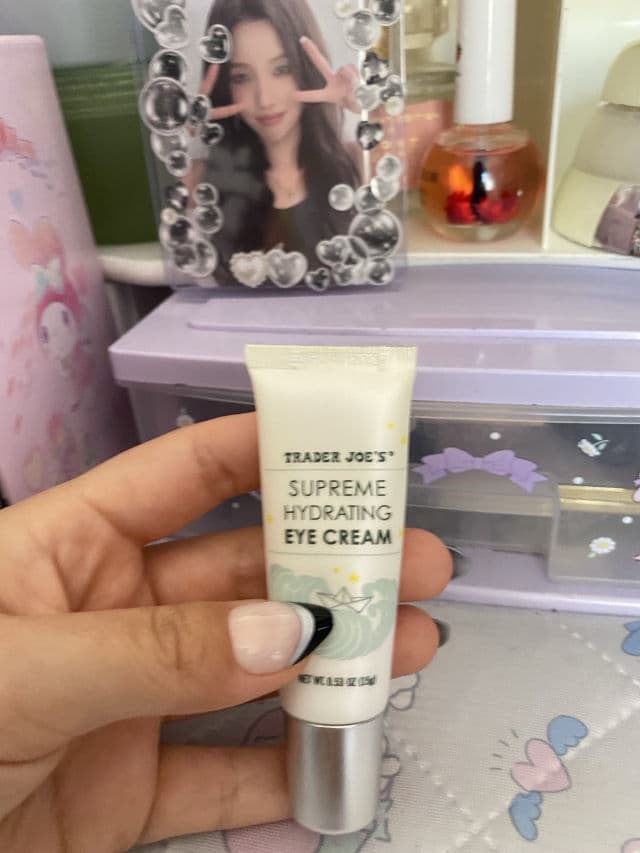 TRADER JOE'S®
SUPREME
HYDRATING
EYE CREAM
NET WT. 0.53 OZ (15g)